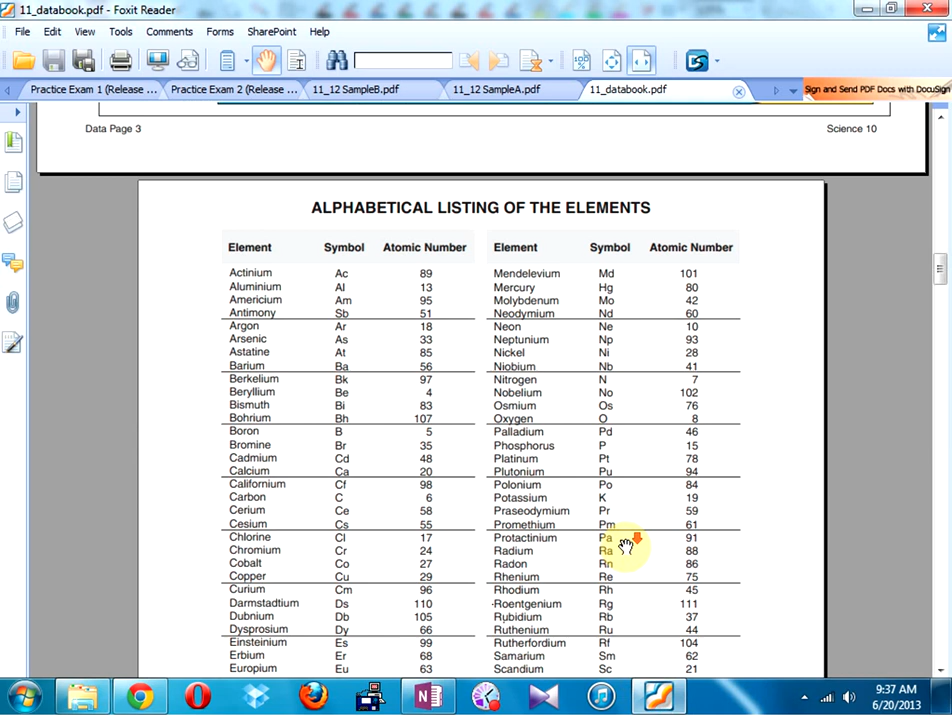 11_databook.pdf - Foxit Reader
File Edit View Tools Comments Forms SharePoint Help
Practice Exam 1 (Release ... Practice Exam 2 (Release ... 11_12 SampleB.pdf 11_12 SampleA.pdf 11_databook.pdf Sign and Send PDF Docs with DocuSign
Data Page 3 Science 10
ALPHABETICAL LISTING OF THE ELEMENTS
Element Symbol Atomic Number Element Symbol Atomic Number
Actinium Ac 89 Mendelevium Md 101
Aluminium Al 13 Mercury Hg 80
Americium Am 95 Molybdenum Mo 42
Antimony Sb 51 Neodymium Nd 60
Argon Ar 18 Neon Ne 10
Arsenic As 33 Neptunium Np 93
Astatine At 85 Nickel Ni 28
Barium Ba 56 Niobium Nb 41
Berkelium Bk 97 Nitrogen N 7
Beryllium Be 4 Nobelium No 102
Bismuth Bi 83 Osmium Os 76
Bohrium Bh 107 Oxygen O 8
Boron B 5 Palladium Pd 46
Bromine Br 35 Phosphorus P 15
Cadmium Cd 48 Platinum Pt 78
Calcium Ca 20 Plutonium Pu 94
Californium Cf 98 Polonium Po 84
Carbon C 6 Potassium K 19
Cerium Ce 58 Praseodymium Pr 59
Cesium Cs 55 Promethium Pm 61
Chlorine Cl 17 Protactinium Pa 91
Chromium Cr 24 Radium Ra 88
Cobalt Co 27 Radon Rn 86
Copper Cu 29 Rhenium Re 75
Curium Cm 96 Rhodium Rh 45
Darmstadtium Ds 110 Roentgenium Rg 111
Dubnium Db 105 Rubidium Rb 37
Dysprosium Dy 66 Ruthenium Ru 44
Einsteinium Es 99 Rutherfordium Rf 104
Erbium Er 68 Samarium Sm 62
Europium Eu 63 Scandium Sc 21
9:37 AM
6/20/2013